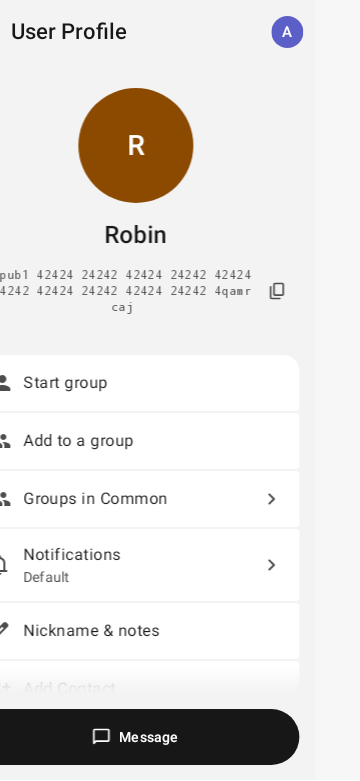 User Profile
A
R
Robin
pub1 42424 24242 42424 24242 42424
4242 42424 24242 42424 24242 4qamr
caj
Start group
Add to a group
Groups in Common
Notifications
Default
Nickname & notes
Add Contact
Message